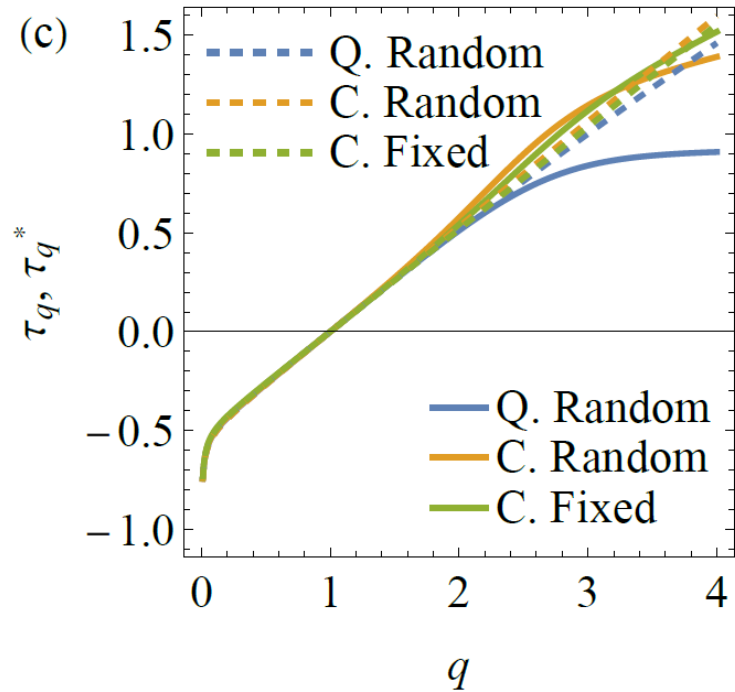 (c)
Q. Random
C. Random
C. Fixed
1.5
1.0
0.5
0.0
−0.5
−1.0
τq, τq*
Q. Random
C. Random
C. Fixed
0 1 2 3 4
q